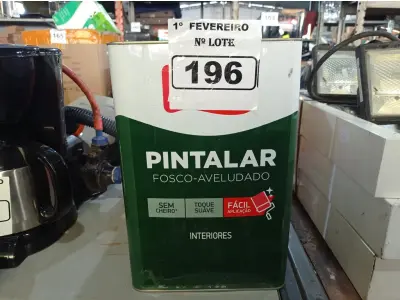 1º FEVEREIRO
Nº LOTE
196
PINTALAR
FOSCO-AVELUDADO
SEM
CHEIRO*
TOQUE
SUAVE
FÁCIL
APLICAÇÃO
INTERIORES